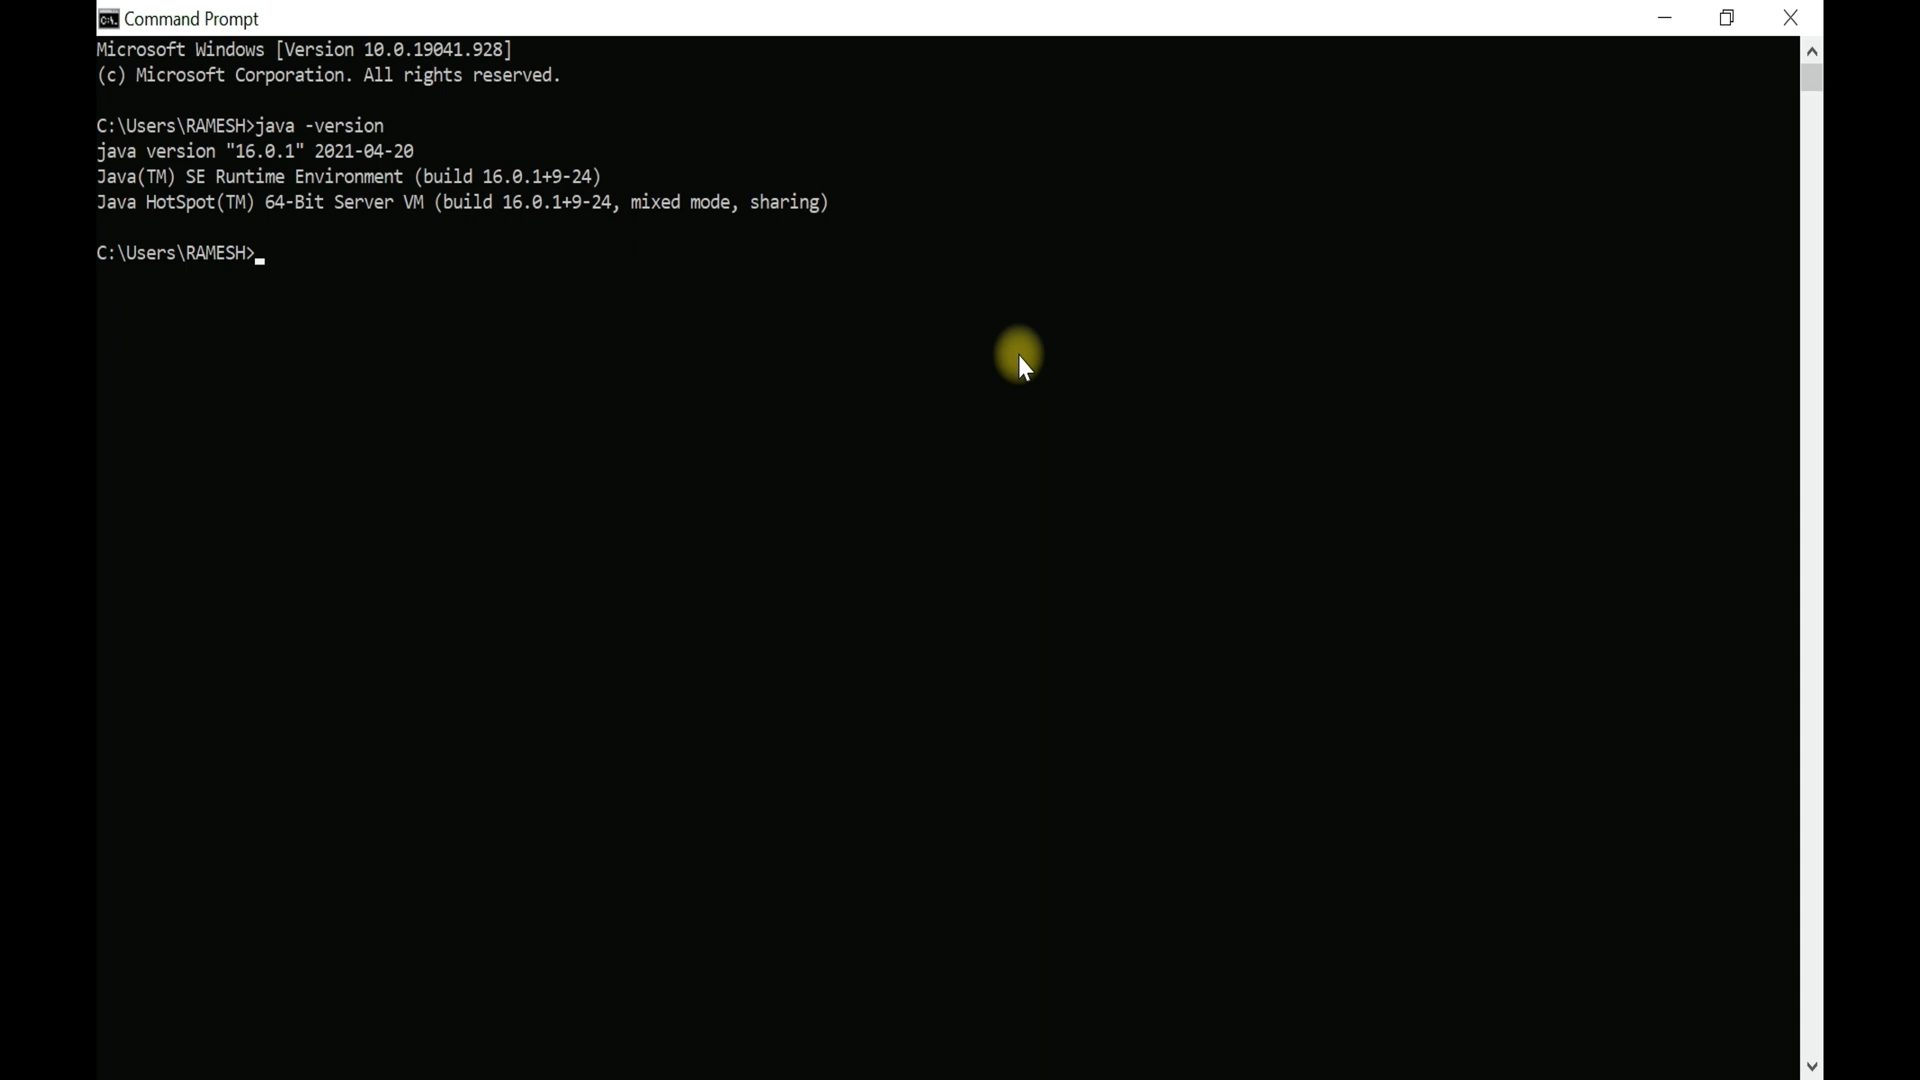 Command Prompt
Microsoft Windows [Version 10.0.19041.928]
(c) Microsoft Corporation. All rights reserved.
C:\Users\RAMESH>java -version
java version "16.0.1" 2021-04-20
Java(TM) SE Runtime Environment (build 16.0.1+9-24)
Java HotSpot(TM) 64-Bit Server VM (build 16.0.1+9-24, mixed mode, sharing)
C:\Users\RAMESH>